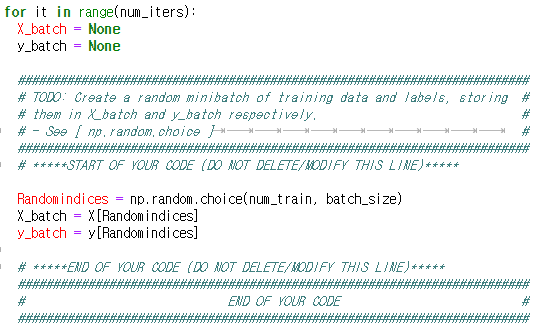 for it in range(num_iters):
X_batch = None
y_batch = None
#########################################################################
# TODO: Create a random minibatch of training data and labels, storing #
# them in X_batch and y_batch respectively. #
# - See [ np.random.choice ] #
#########################################################################
# *****START OF YOUR CODE (DO NOT DELETE/MODIFY THIS LINE)*****
Randomindices = np.random.choice(num_train, batch_size)
X_batch = X[Randomindices]
y_batch = y[Randomindices]
# *****END OF YOUR CODE (DO NOT DELETE/MODIFY THIS LINE)*****
#########################################################################
# END OF YOUR CODE #
#########################################################################